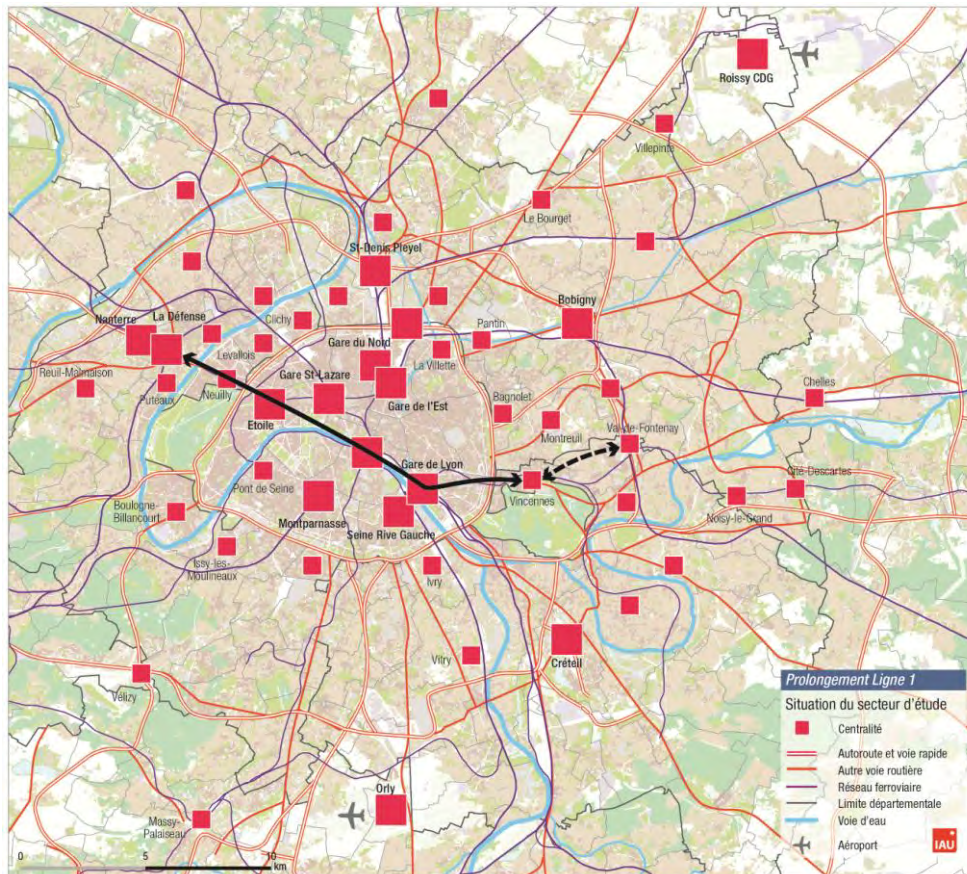 Roissy CDG
Villepinte
Le Bourget
St-Denis Pleyel
Nanterre
La Défense
Clichy
Bobigny
Pantin
Gare du Nord
Levallois
La Villette
Reuil-Malmaison
Puteaux
Neuilly
Gare St-Lazare
Gare de l'Est
Bagnolet
Chelles
Etoile
Montreuil
Val-de-Fontenay
Gare de Lyon
Cité-Descartes
Pont de Seine
Vincennes
Noisy-le-Grand
Boulogne-
Billancourt
Montparnasse
Seine Rive Gauche
Issy-les-
Moulineaux
Ivry
Vitry
Créteil
Vélizy
Orly
Massy-
Palaiseau
0
5
10
km
Prolongement Ligne 1
Situation du secteur d'étude
Centralité
Autoroute et voie rapide
Autre voie routière
Réseau ferroviaire
Limite départementale
Voie d'eau
Aéroport
IAU